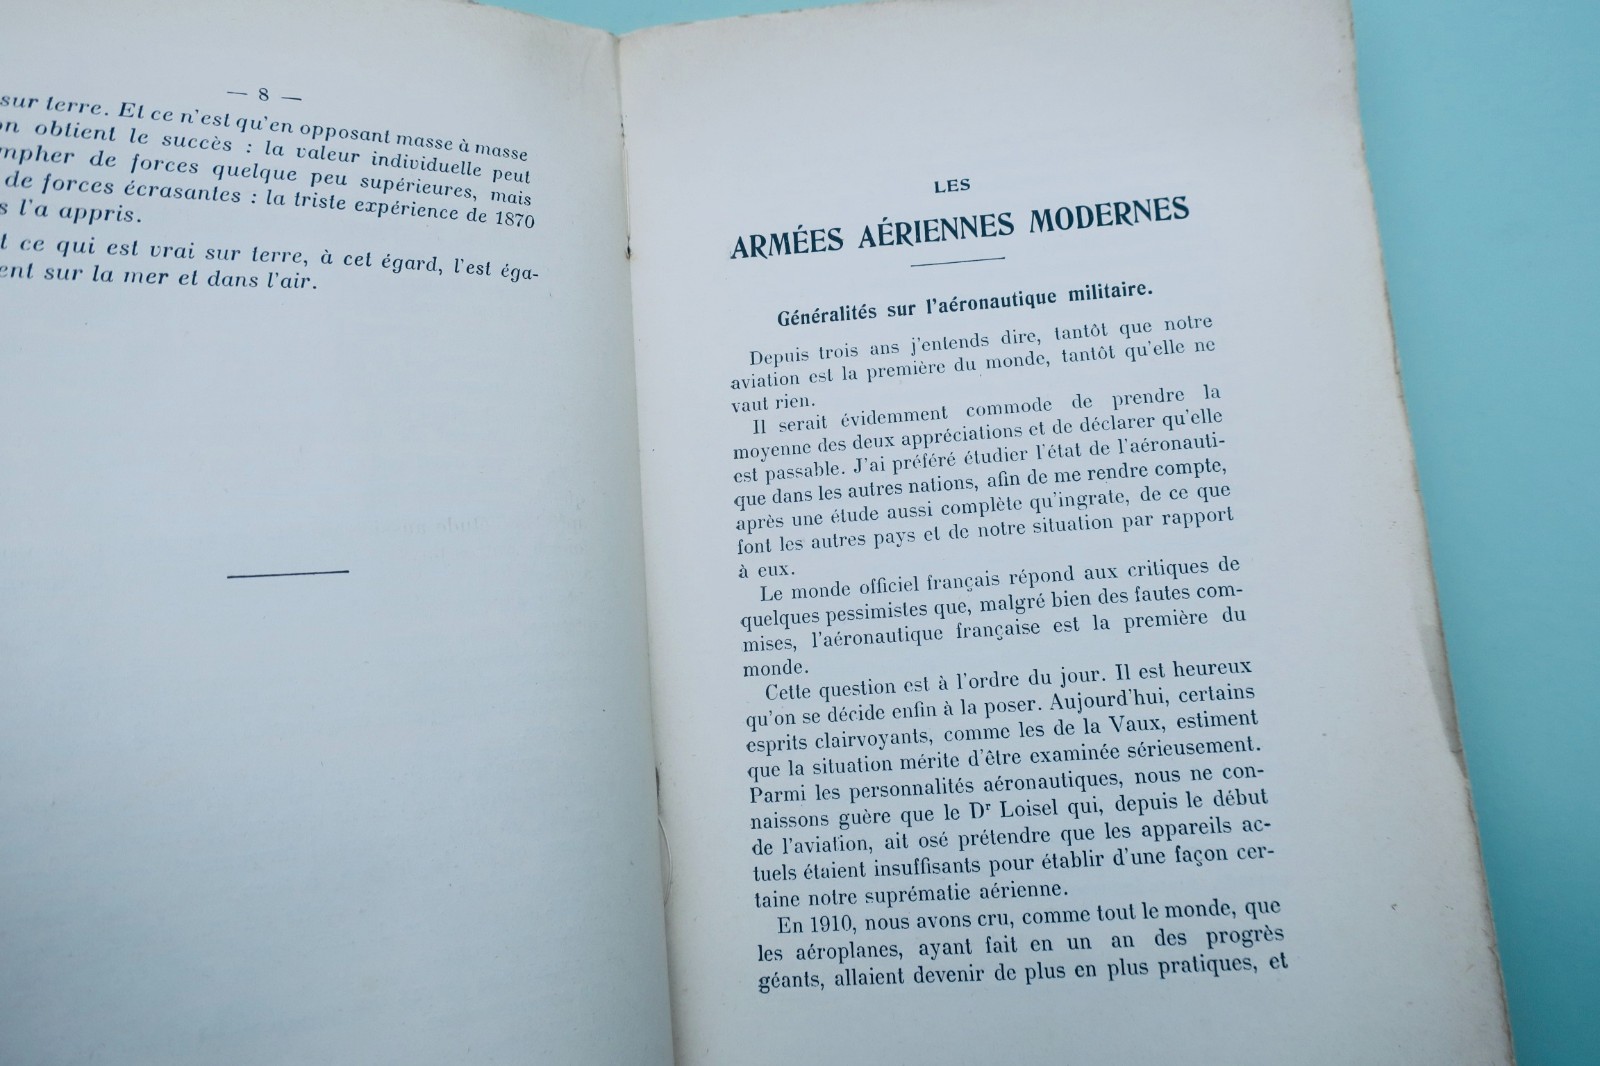 — 8 —
sur terre. Et ce n'est qu'en opposant masse à masse
obtient le succès : la valeur individuelle peut
de forces quelque peu supérieures, mais
de forces écrasantes : la triste expérience de 1870
l'a appris.
ce qui est vrai sur terre, à cet égard, l'est éga-
sur la mer et dans l'air.
LES
ARMÉES AÉRIENNES MODERNES
Généralités sur l'aéronautique militaire.
Depuis trois ans j'entends dire, tantôt que notre
aviation est la première du monde, tantôt qu'elle ne
vaut rien.
Il serait évidemment commode de prendre la
moyenne des deux appréciations et de déclarer qu'elle
est passable. J'ai préféré étudier l'état de l'aéronauti-
que dans les autres nations, afin de me rendre compte,
après une étude aussi complète qu'ingrate, de ce que
font les autres pays et de notre situation par rapport
à eux.
Le monde officiel français répond aux critiques de
quelques pessimistes que, malgré bien des fautes com-
mises, l'aéronautique française est la première du
monde.
Cette question est à l'ordre du jour. Il est heureux
qu'on se décide enfin à la poser. Aujourd'hui, certains
esprits clairvoyants, comme les de la Vaux, estiment
que la situation mérite d'être examinée sérieusement.
Parmi les personnalités aéronautiques, nous ne con-
naissons guère que le Dr Loisel qui, depuis le début
de l'aviation, ait osé prétendre que les appareils ac-
tuels étaient insuffisants pour établir d'une façon cer-
taine notre suprématie aérienne.
En 1910, nous avons cru, comme tout le monde, que
les aéroplanes, ayant fait en un an des progrès
géants, allaient devenir de plus en plus pratiques, et